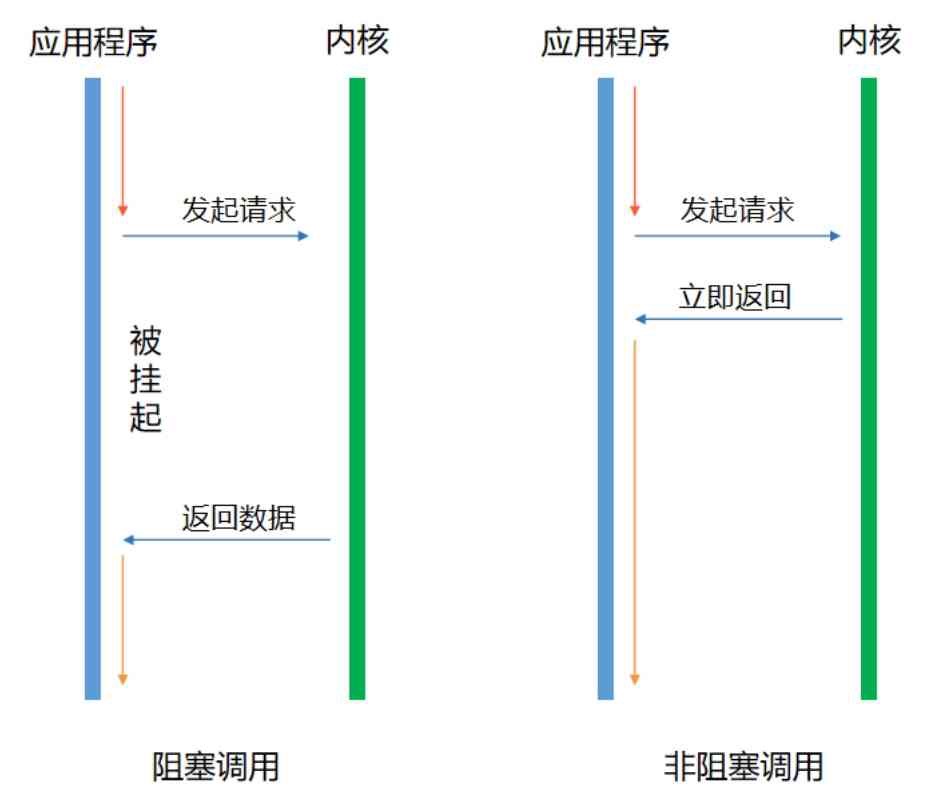 应用程序
内核
发起请求
被挂起
返回数据
阻塞调用
应用程序
内核
发起请求
立即返回
非阻塞调用